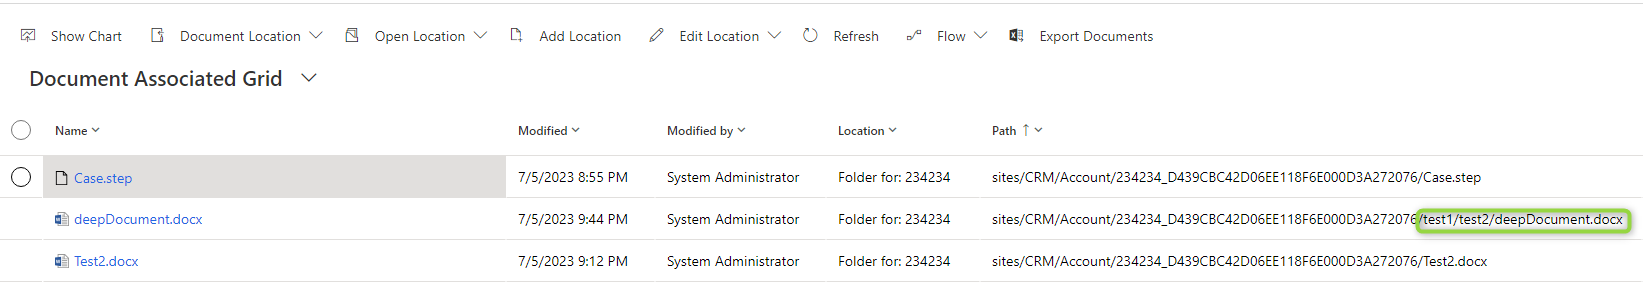 Show Chart Document Location Open Location Add Location Edit Location Refresh Flow Export Documents
Document Associated Grid
Name Modified Modified by Location Path
Case.step 7/5/2023 8:55 PM System Administrator Folder for: 234234 sites/CRM/Account/234234_D439CBC42D06EE118F6E000D3A272076/Case.step
deepDocument.docx 7/5/2023 9:44 PM System Administrator Folder for: 234234 sites/CRM/Account/234234_D439CBC42D06EE118F6E000D3A272076/test1/test2/deepDocument.docx
Test2.docx 7/5/2023 9:12 PM System Administrator Folder for: 234234 sites/CRM/Account/234234_D439CBC42D06EE118F6E000D3A272076/Test2.docx